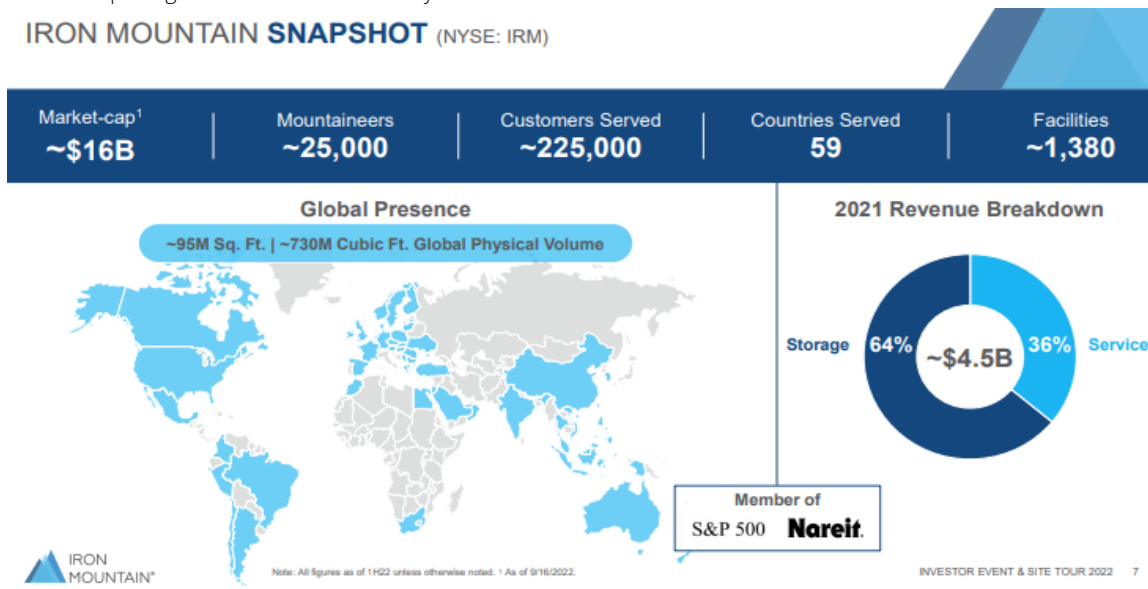 IRON MOUNTAIN SNAPSHOT (NYSE: IRM)
Market-cap¹
~$16B
Mountaineers
~25,000
Customers Served
~225,000
Countries Served
59
Facilities
~1,380
Global Presence
~95M Sq. Ft. | ~730M Cubic Ft. Global Physical Volume
2021 Revenue Breakdown
Storage
64%
~$4.5B
36%
Service
Member of
S&P 500 Nareit.
IRON
MOUNTAIN®
Note: All figures as of 1H22 unless otherwise noted. ¹ As of 9/16/2022.
INVESTOR EVENT & SITE TOUR 2022 7